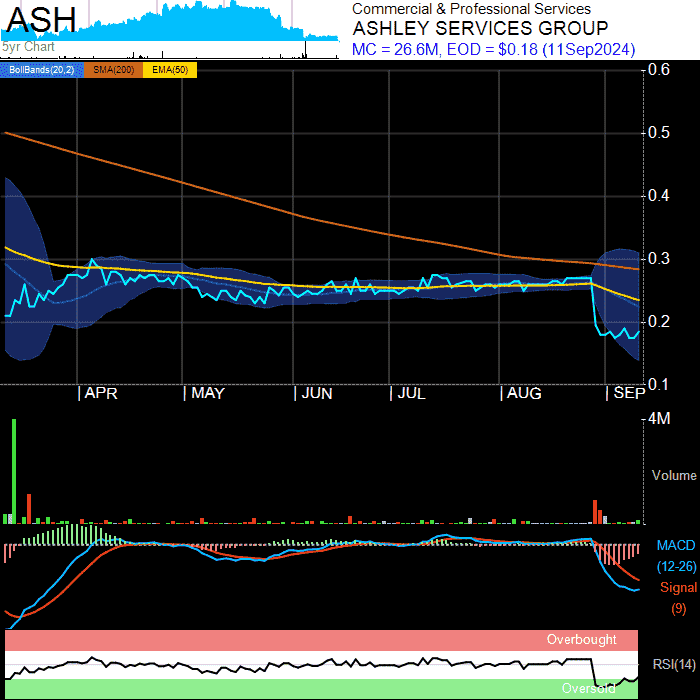 ASH
5yr Chart
Commercial & Professional Services
ASHLEY SERVICES GROUP
MC = 26.6M, EOD = $0.18 (11Sep2024)
BollBands(20,2) SMA(200) EMA(50)
0.6
0.5
0.4
0.3
0.2
0.1
APR MAY JUN JUL AUG SEP
4M
Volume
MACD
(12-26)
Signal
(9)
Overbought
RSI(14)
Oversold